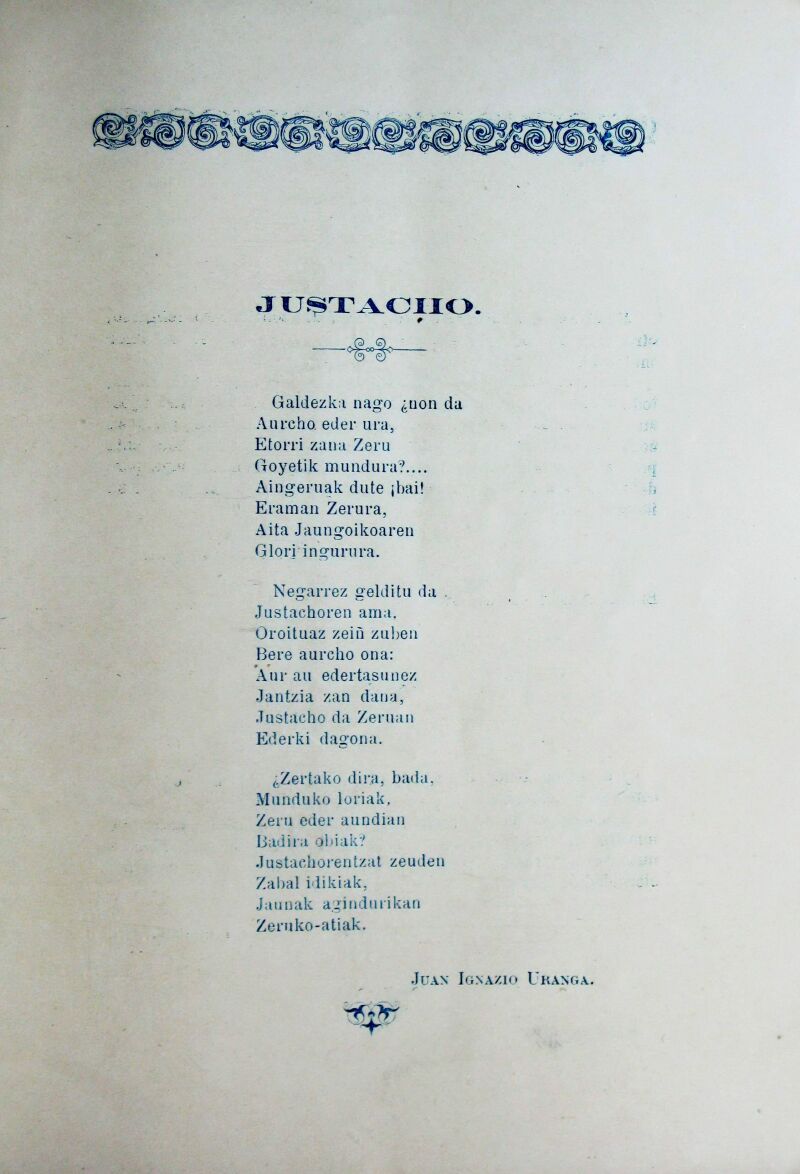 JUSTACHO.
Galdezka nago ¿non da
Aurcho eder ura,
Etorri zana Zeru
Goyetik mundura?....
Aingeruak dute ¡bai!
Eraman Zerura,
Aita Jaungoikoaren
Glori ingurura.
Negarrez gelditu da
Justachoren ama,
Oroituaz zeiñ zuben
Bere aurcho ona:
Aur au edertasunez
Jantzia zan dana,
Justacho da Zeruan
Ederki dagona.
¿Zertako dira, bada,
Munduko loriak,
Zeru eder aundian
Badira obiak?
Justachorentzat zeuden
Zabal idikiak,
Jaunak agindurikan
Zeruko-atiak.
JUAN IGNAZIO URANGA.